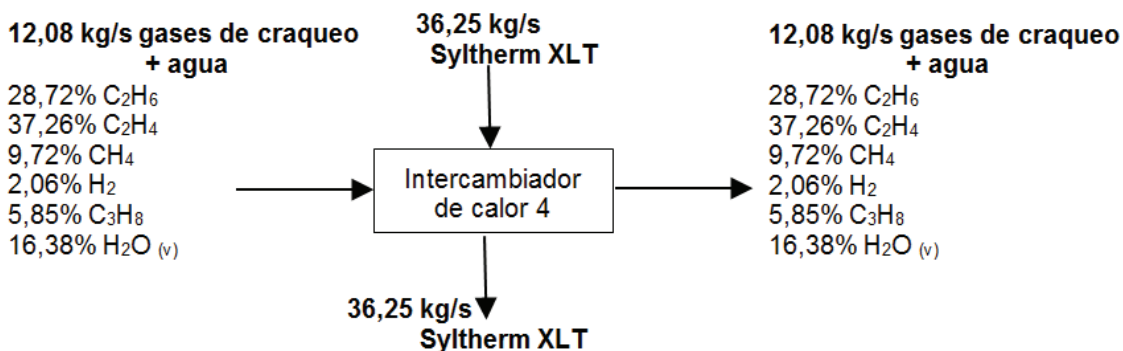 12,08 kg/s gases de craqueo
+ agua
28,72% C₂H₆
37,26% C₂H₄
9,72% CH₄
2,06% H₂
5,85% C₃H₈
16,38% H₂O (v)
36,25 kg/s
Syltherm XLT
Intercambiador
de calor 4
36,25 kg/s
Syltherm XLT
12,08 kg/s gases de craqueo
+ agua
28,72% C₂H₆
37,26% C₂H₄
9,72% CH₄
2,06% H₂
5,85% C₃H₈
16,38% H₂O (v)